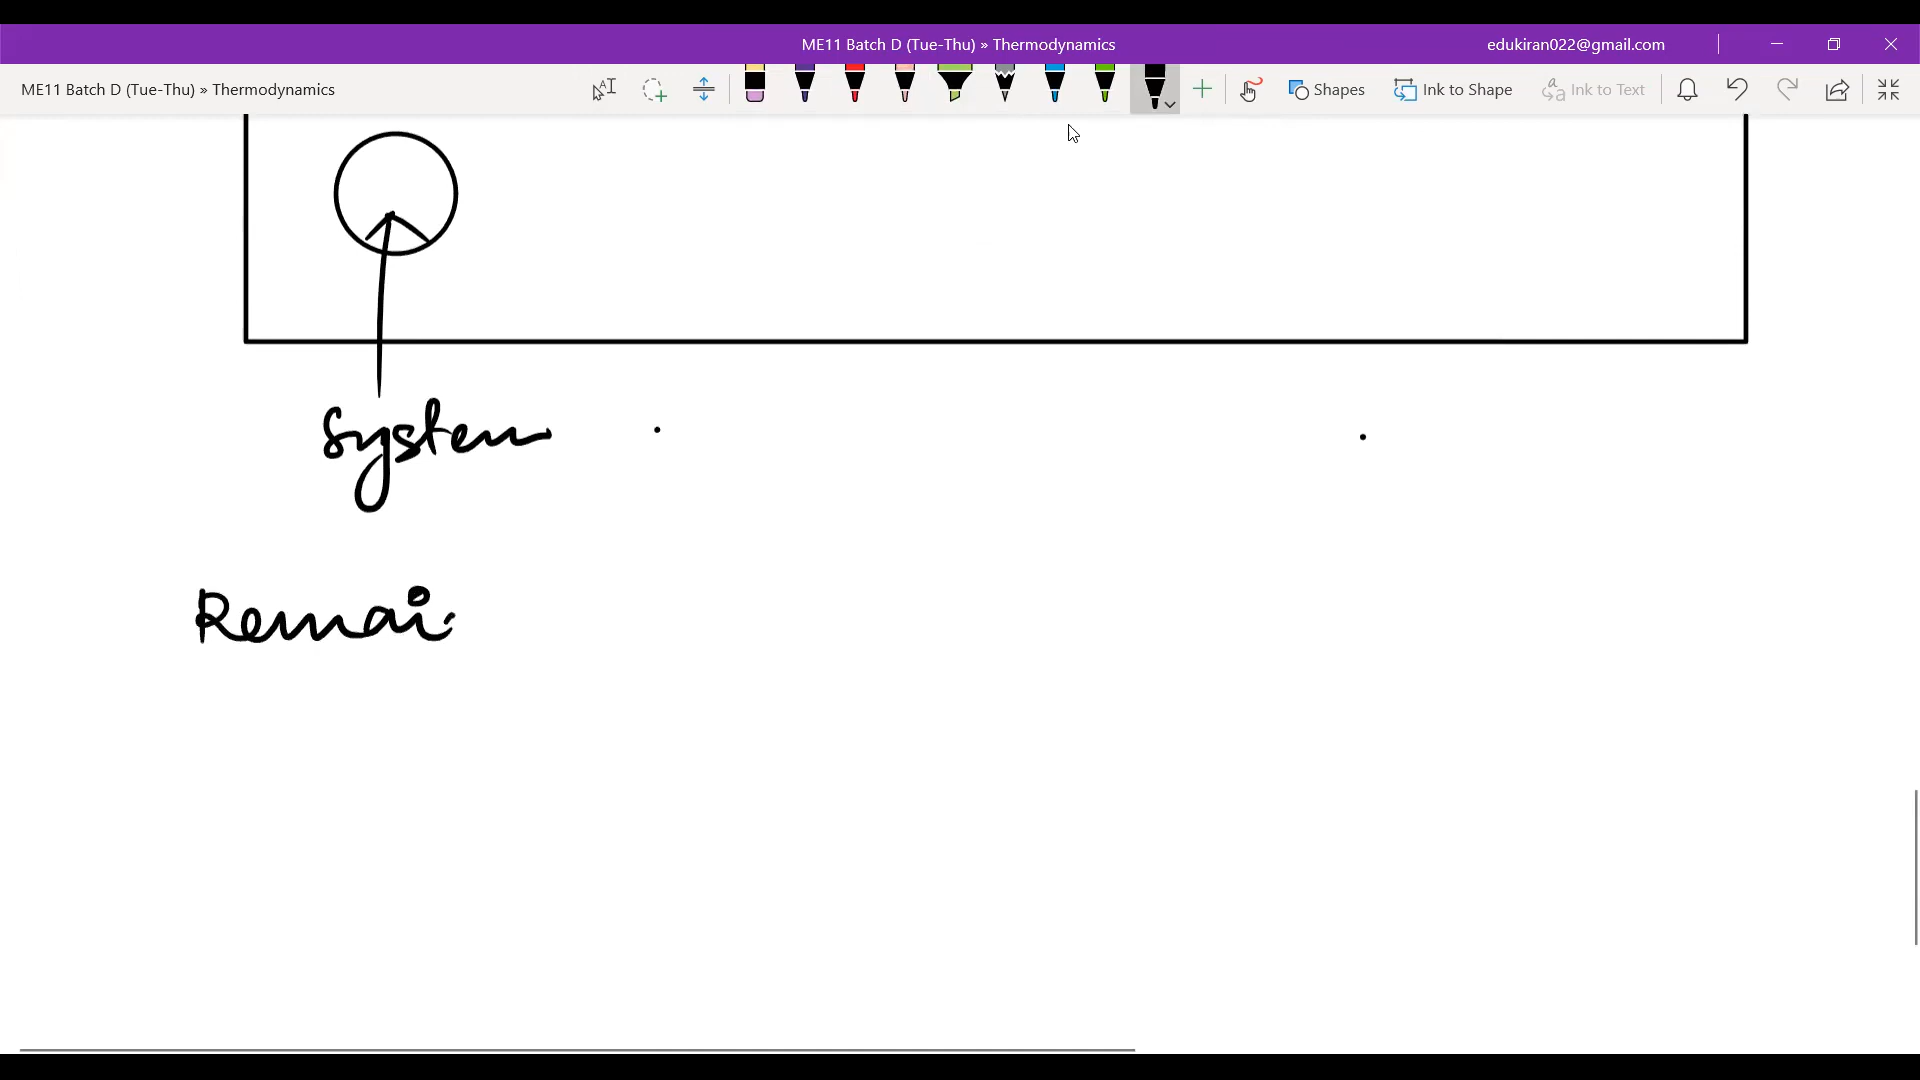 ME11 Batch D (Tue-Thu) » Thermodynamics
edukiran022@gmail.com
ME11 Batch D (Tue-Thu) » Thermodynamics
Shapes
Ink to Shape
Ink to Text
System
Remai